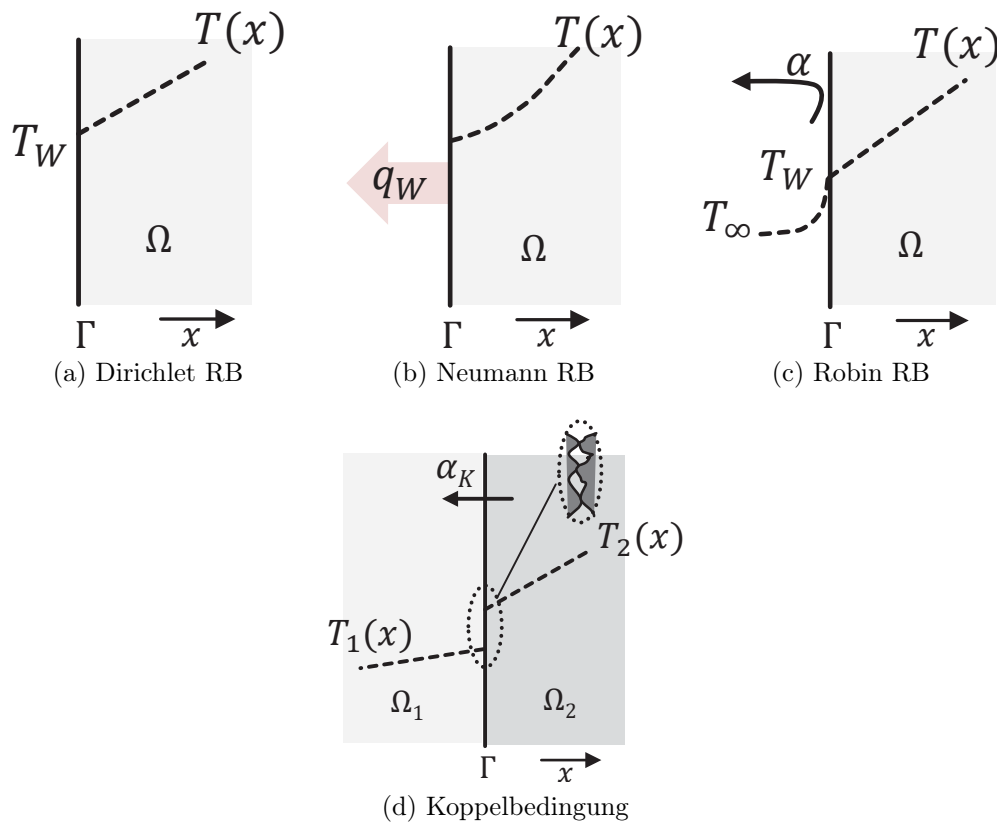 T(x)
T_W
Ω
Γ
x
(a) Dirichlet RB
T(x)
q_W
Ω
Γ
x
(b) Neumann RB
T(x)
α
T_W
T_∞
Ω
Γ
x
(c) Robin RB
α_K
T_2(x)
T_1(x)
Ω_1
Ω_2
Γ
x
(d) Koppelbedingung